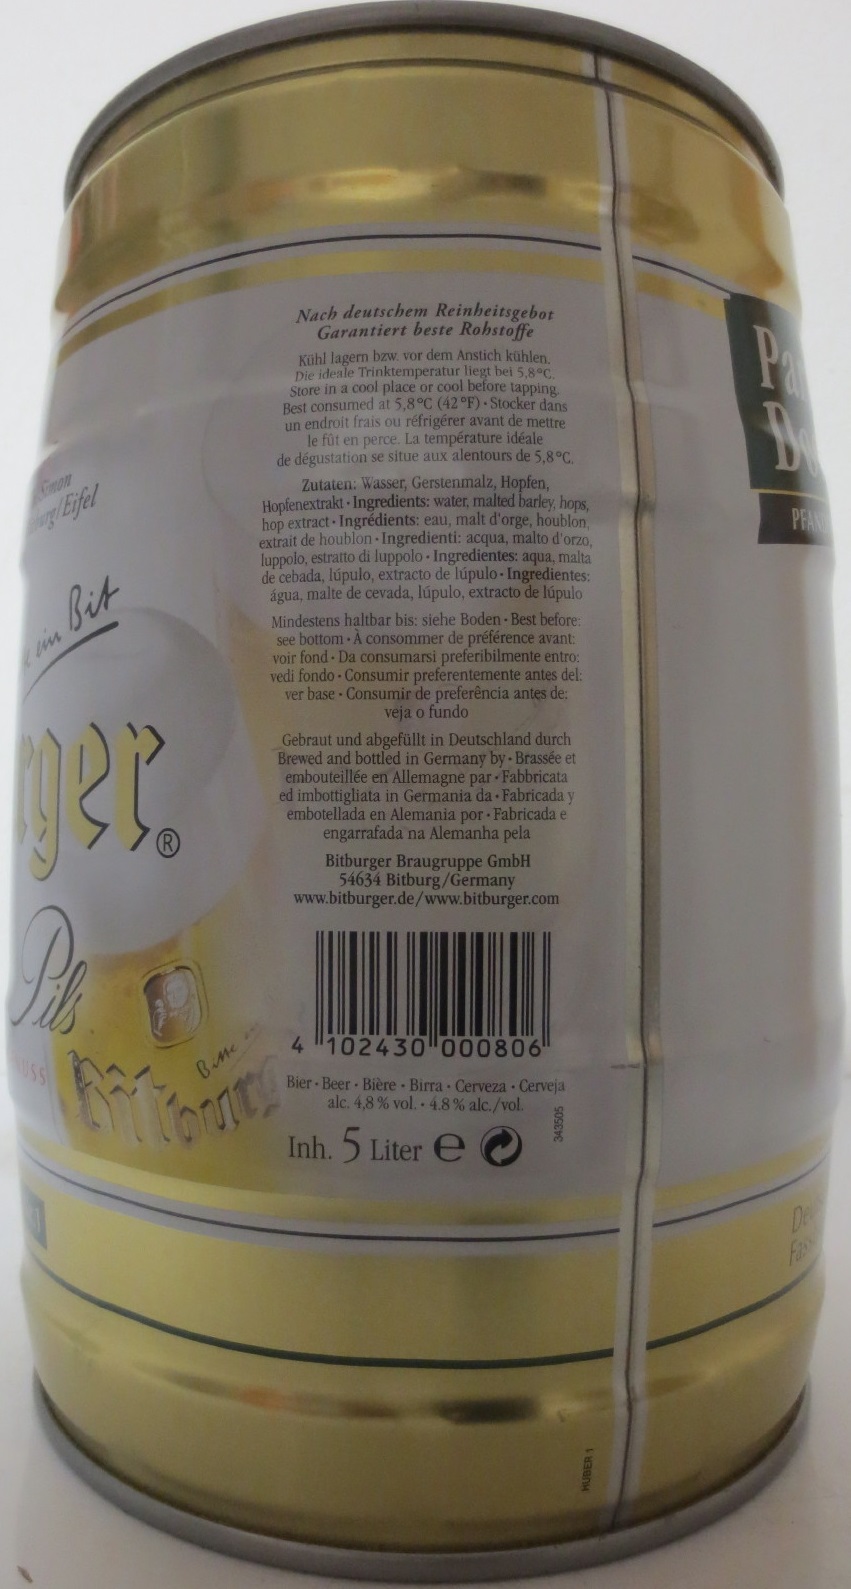 Nach deutschem Reinheitsgebot
Garantiert beste Rohstoffe
Kühl lagern bzw. vor dem Anstich kühlen.
Die ideale Trinktemperatur liegt bei 5,8°C.
Store in a cool place or cool before tapping.
Best consumed at 5,8°C (42°F) · Stocker dans
un endroit frais ou réfrigérer avant de mettre
le fût en perce. La température idéale
de dégustation se situe aux alentours de 5,8°C.
Zutaten: Wasser, Gerstenmalz, Hopfen,
Hopfenextrakt · Ingredients: water, malted barley, hops,
hop extract · Ingrédients: eau, malt d'orge, houblon,
extrait de houblon · Ingredienti: acqua, malto d'orzo,
luppolo, estratto di luppolo · Ingredientes: aqua, malta
de cebada, lúpulo, extracto de lúpulo · Ingredientes:
água, malte de cevada, lúpulo, extracto de lúpulo
Mindestens haltbar bis: siehe Boden · Best before:
see bottom · À consommer de préférence avant:
voir fond · Da consumarsi preferibilmente entro:
vedi fondo · Consumir preferentemente antes del:
ver base · Consumir de preferência antes de:
veja o fundo
Gebraut und abgefüllt in Deutschland durch
Brewed and bottled in Germany by · Brassée et
embouteillée en Allemagne par · Fabbricata
ed imbottigliata in Germania da · Fabricada y
embotellada en Alemania por · Fabricada e
engarrafada na Alemanha pela
Bitburger Braugruppe GmbH
54634 Bitburg/Germany
www.bitburger.de/www.bitburger.com
4 102430 000806
Bier · Beer · Bière · Birra · Cerveza · Cerveja
alc. 4,8 % vol. · 4.8 % alc./vol.
343505
Inh. 5 Liter e
Simon
burg/Eifel
ein Bit
rger®
Pils
Bitte
Bitburg
HUBER 1